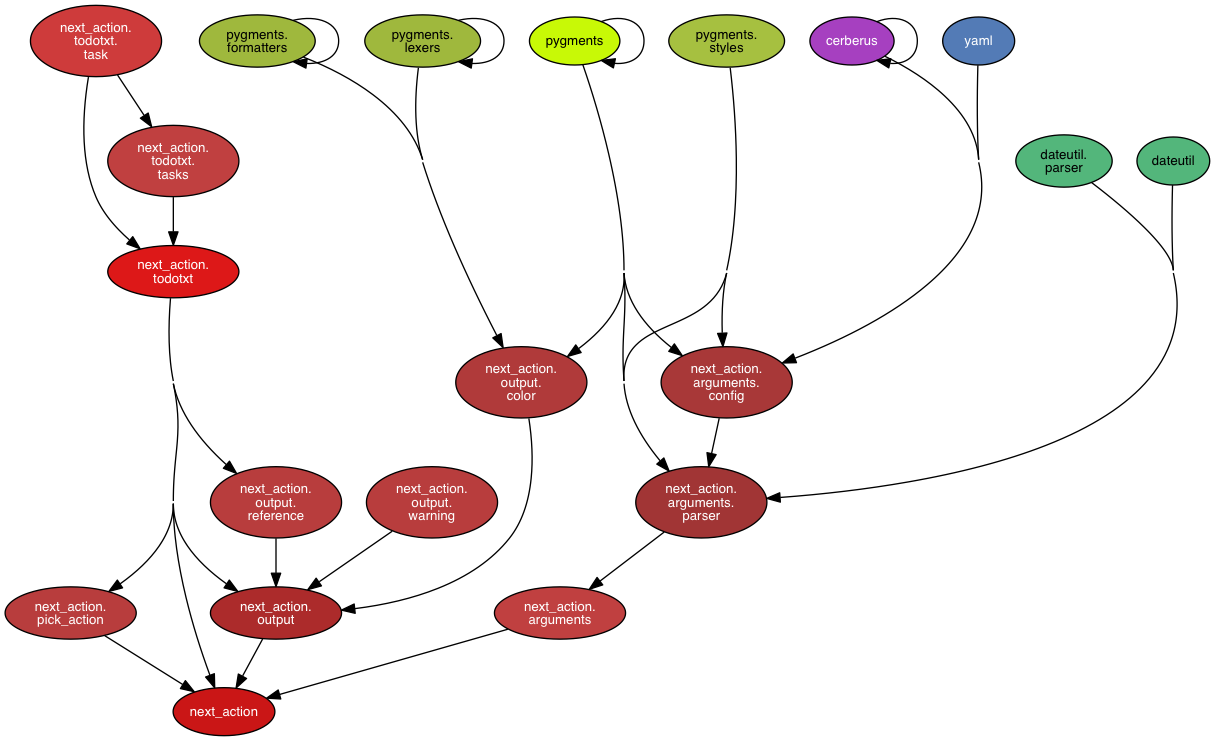 next_action.
todotxt.
task
pygments.
formatters
pygments.
lexers
pygments
pygments.
styles
cerberus
yaml
next_action.
todotxt.
tasks
dateutil.
parser
dateutil
next_action.
todotxt
next_action.
output.
color
next_action.
arguments.
config
next_action.
output.
reference
next_action.
output.
warning
next_action.
arguments.
parser
next_action.
pick_action
next_action.
output
next_action.
arguments
next_action